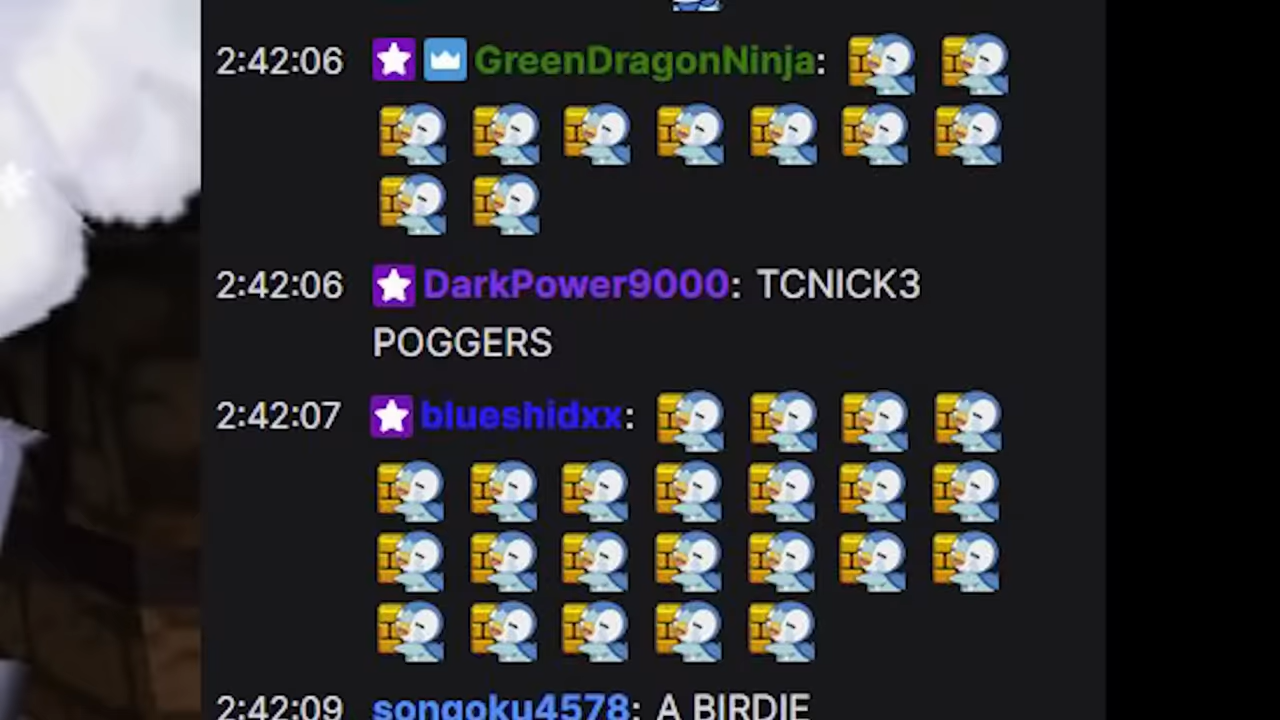 2:42:06 GreenDragonNinja:
2:42:06 DarkPower9000: TCNICK3
POGGERS
2:42:07 blueshidxx:
2:42:09 songoku4578: A BIRDIE